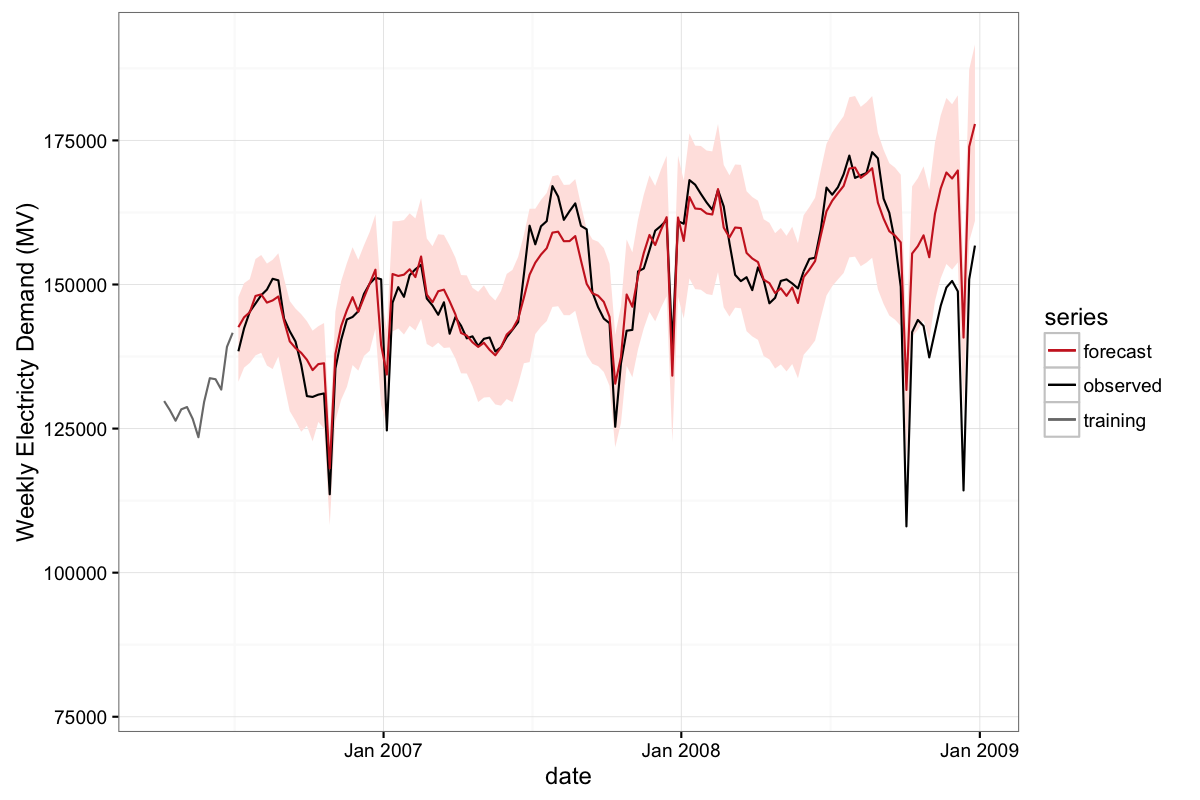 Weekly Electricty Demand (MV)
175000
150000
125000
100000
75000
Jan 2007
Jan 2008
Jan 2009
date
series
forecast
observed
training